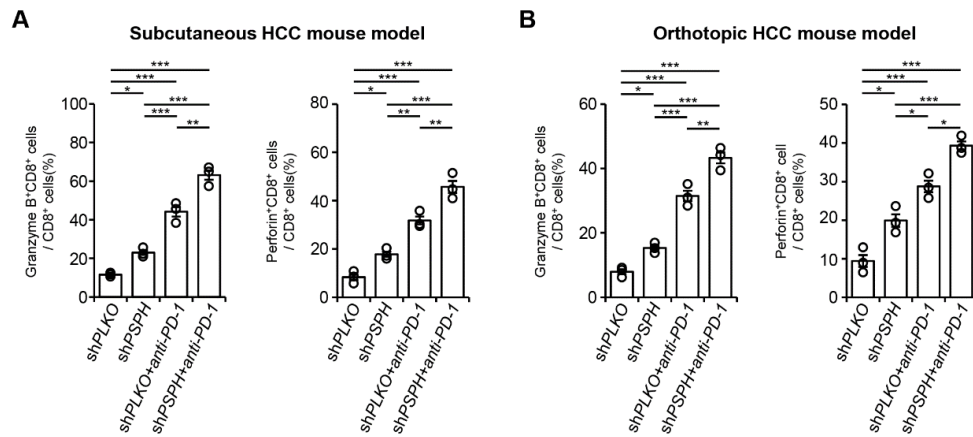 A
Subcutaneous HCC mouse model
***
***
*
***
***
**
Granzyme B⁺CD8⁺ cells
/ CD8⁺ cells(%)
100
80
60
40
20
0
shPLKO
shPSPH
shPLKO+anti-PD-1
shPSPH+anti-PD-1
***
***
*
***
**
**
Perforin⁺CD8⁺ cells
/ CD8⁺ cells(%)
80
60
40
20
0
shPLKO
shPSPH
shPLKO+anti-PD-1
shPSPH+anti-PD-1
B
Orthotopic HCC mouse model
***
***
*
***
***
**
Granzyme B⁺CD8⁺ cells
/ CD8⁺ cells(%)
60
40
20
0
shPLKO
shPSPH
shPLKO+anti-PD-1
shPSPH+anti-PD-1
***
***
*
***
*
*
Perforin⁺CD8⁺ cell
/ CD8⁺ cells(%)
50
40
30
20
10
0
shPLKO
shPSPH
shPLKO+anti-PD-1
shPSPH+anti-PD-1